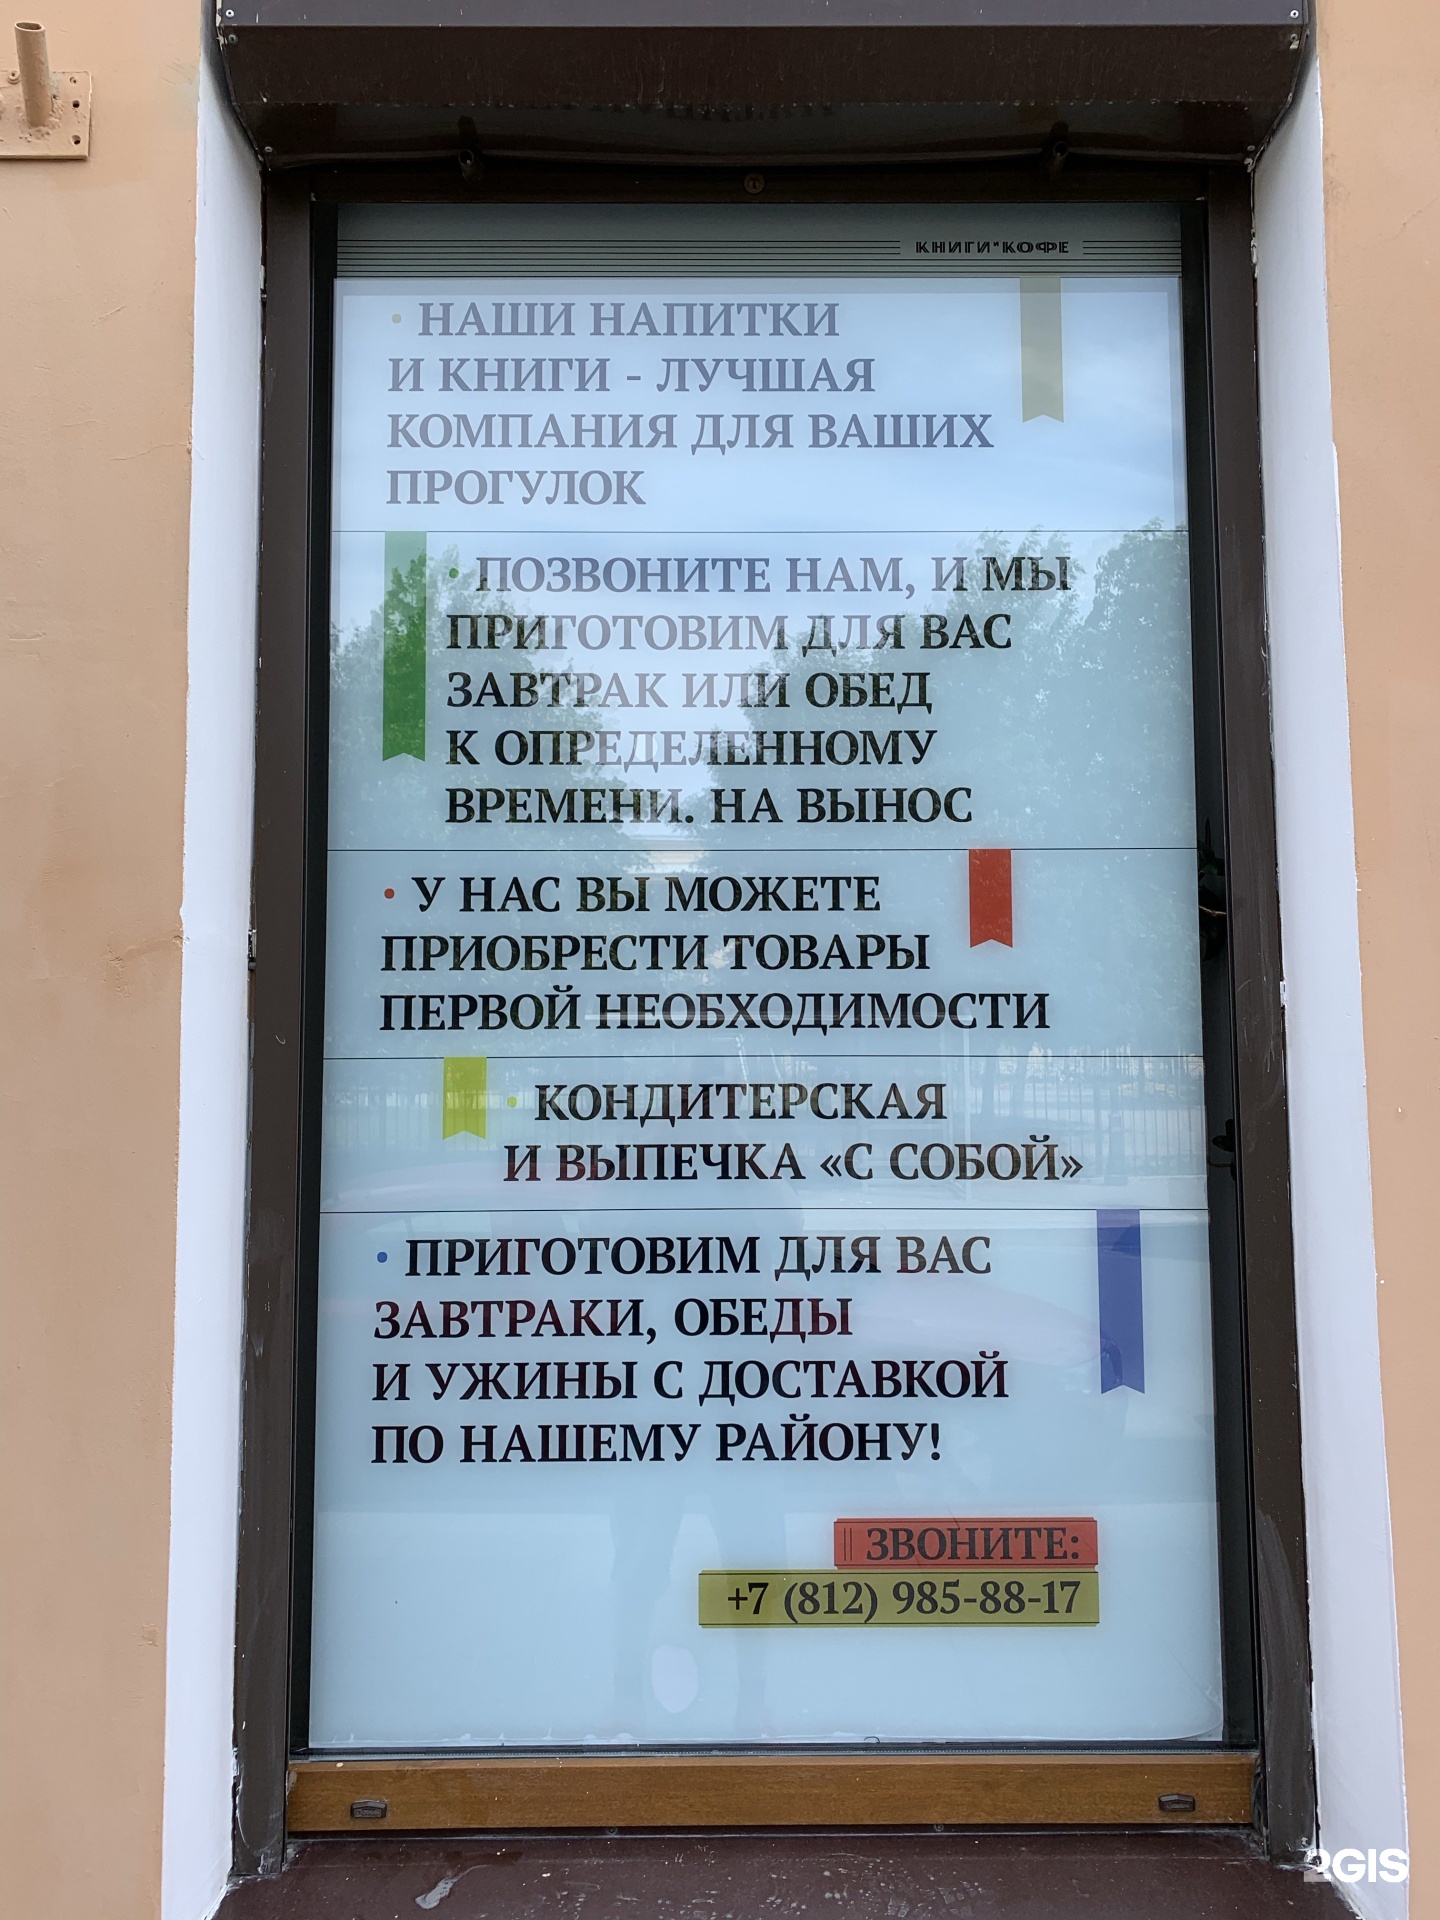 КНИГИ*КОФЕ
· НАШИ НАПИТКИ
И КНИГИ - ЛУЧШАЯ
КОМПАНИЯ ДЛЯ ВАШИХ
ПРОГУЛОК
· ПОЗВОНИТЕ НАМ, И МЫ
ПРИГОТОВИМ ДЛЯ ВАС
ЗАВТРАК ИЛИ ОБЕД
К ОПРЕДЕЛЕННОМУ
ВРЕМЕНИ. НА ВЫНОС
· У НАС ВЫ МОЖЕТЕ
ПРИОБРЕСТИ ТОВАРЫ
ПЕРВОЙ НЕОБХОДИМОСТИ
· КОНДИТЕРСКАЯ
И ВЫПЕЧКА «С СОБОЙ»
· ПРИГОТОВИМ ДЛЯ ВАС
ЗАВТРАКИ, ОБЕДЫ
И УЖИНЫ С ДОСТАВКОЙ
ПО НАШЕМУ РАЙОНУ!
ЗВОНИТЕ:
+7 (812) 985-88-17
2GIS